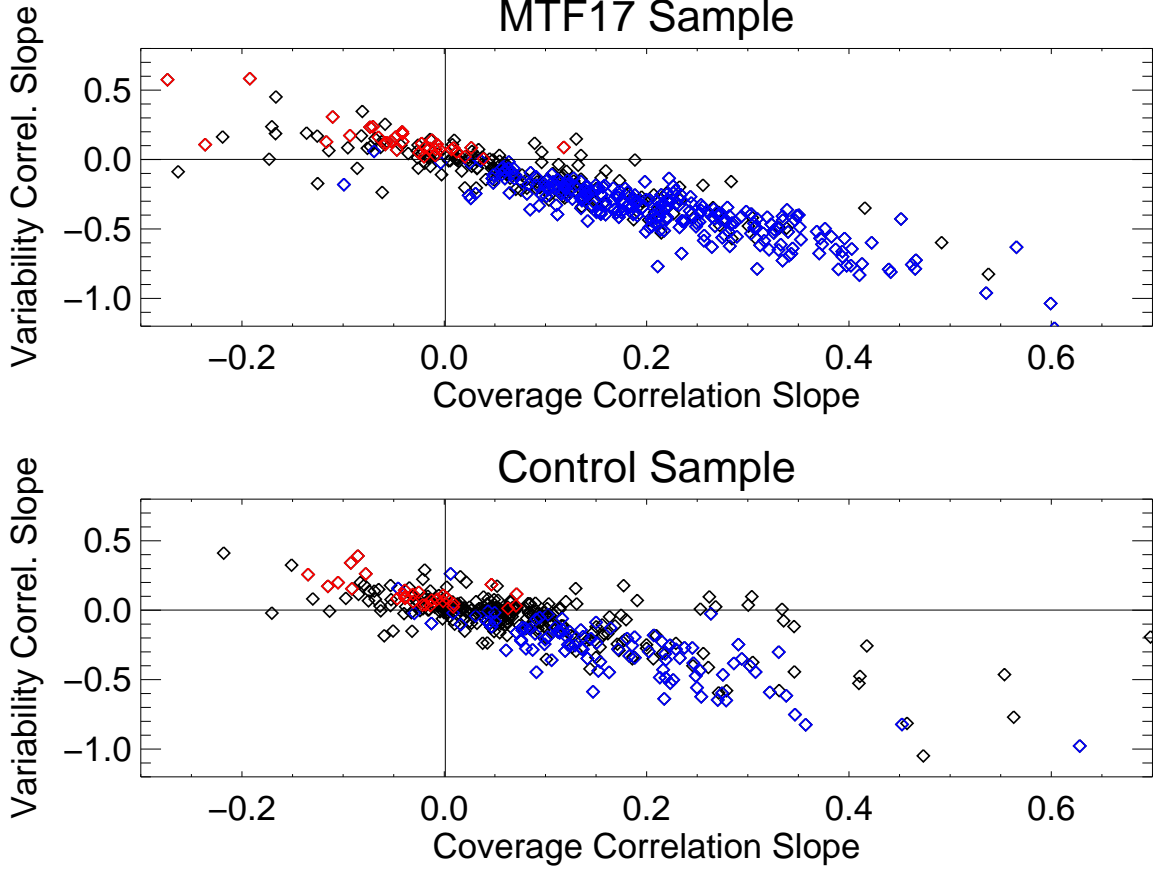 MTF17 Sample
Variability Correl. Slope
0.5
0.0
−0.5
−1.0
−0.2 0.0 0.2 0.4 0.6
Coverage Correlation Slope
Control Sample
Variability Correl. Slope
0.5
0.0
−0.5
−1.0
−0.2 0.0 0.2 0.4 0.6
Coverage Correlation Slope